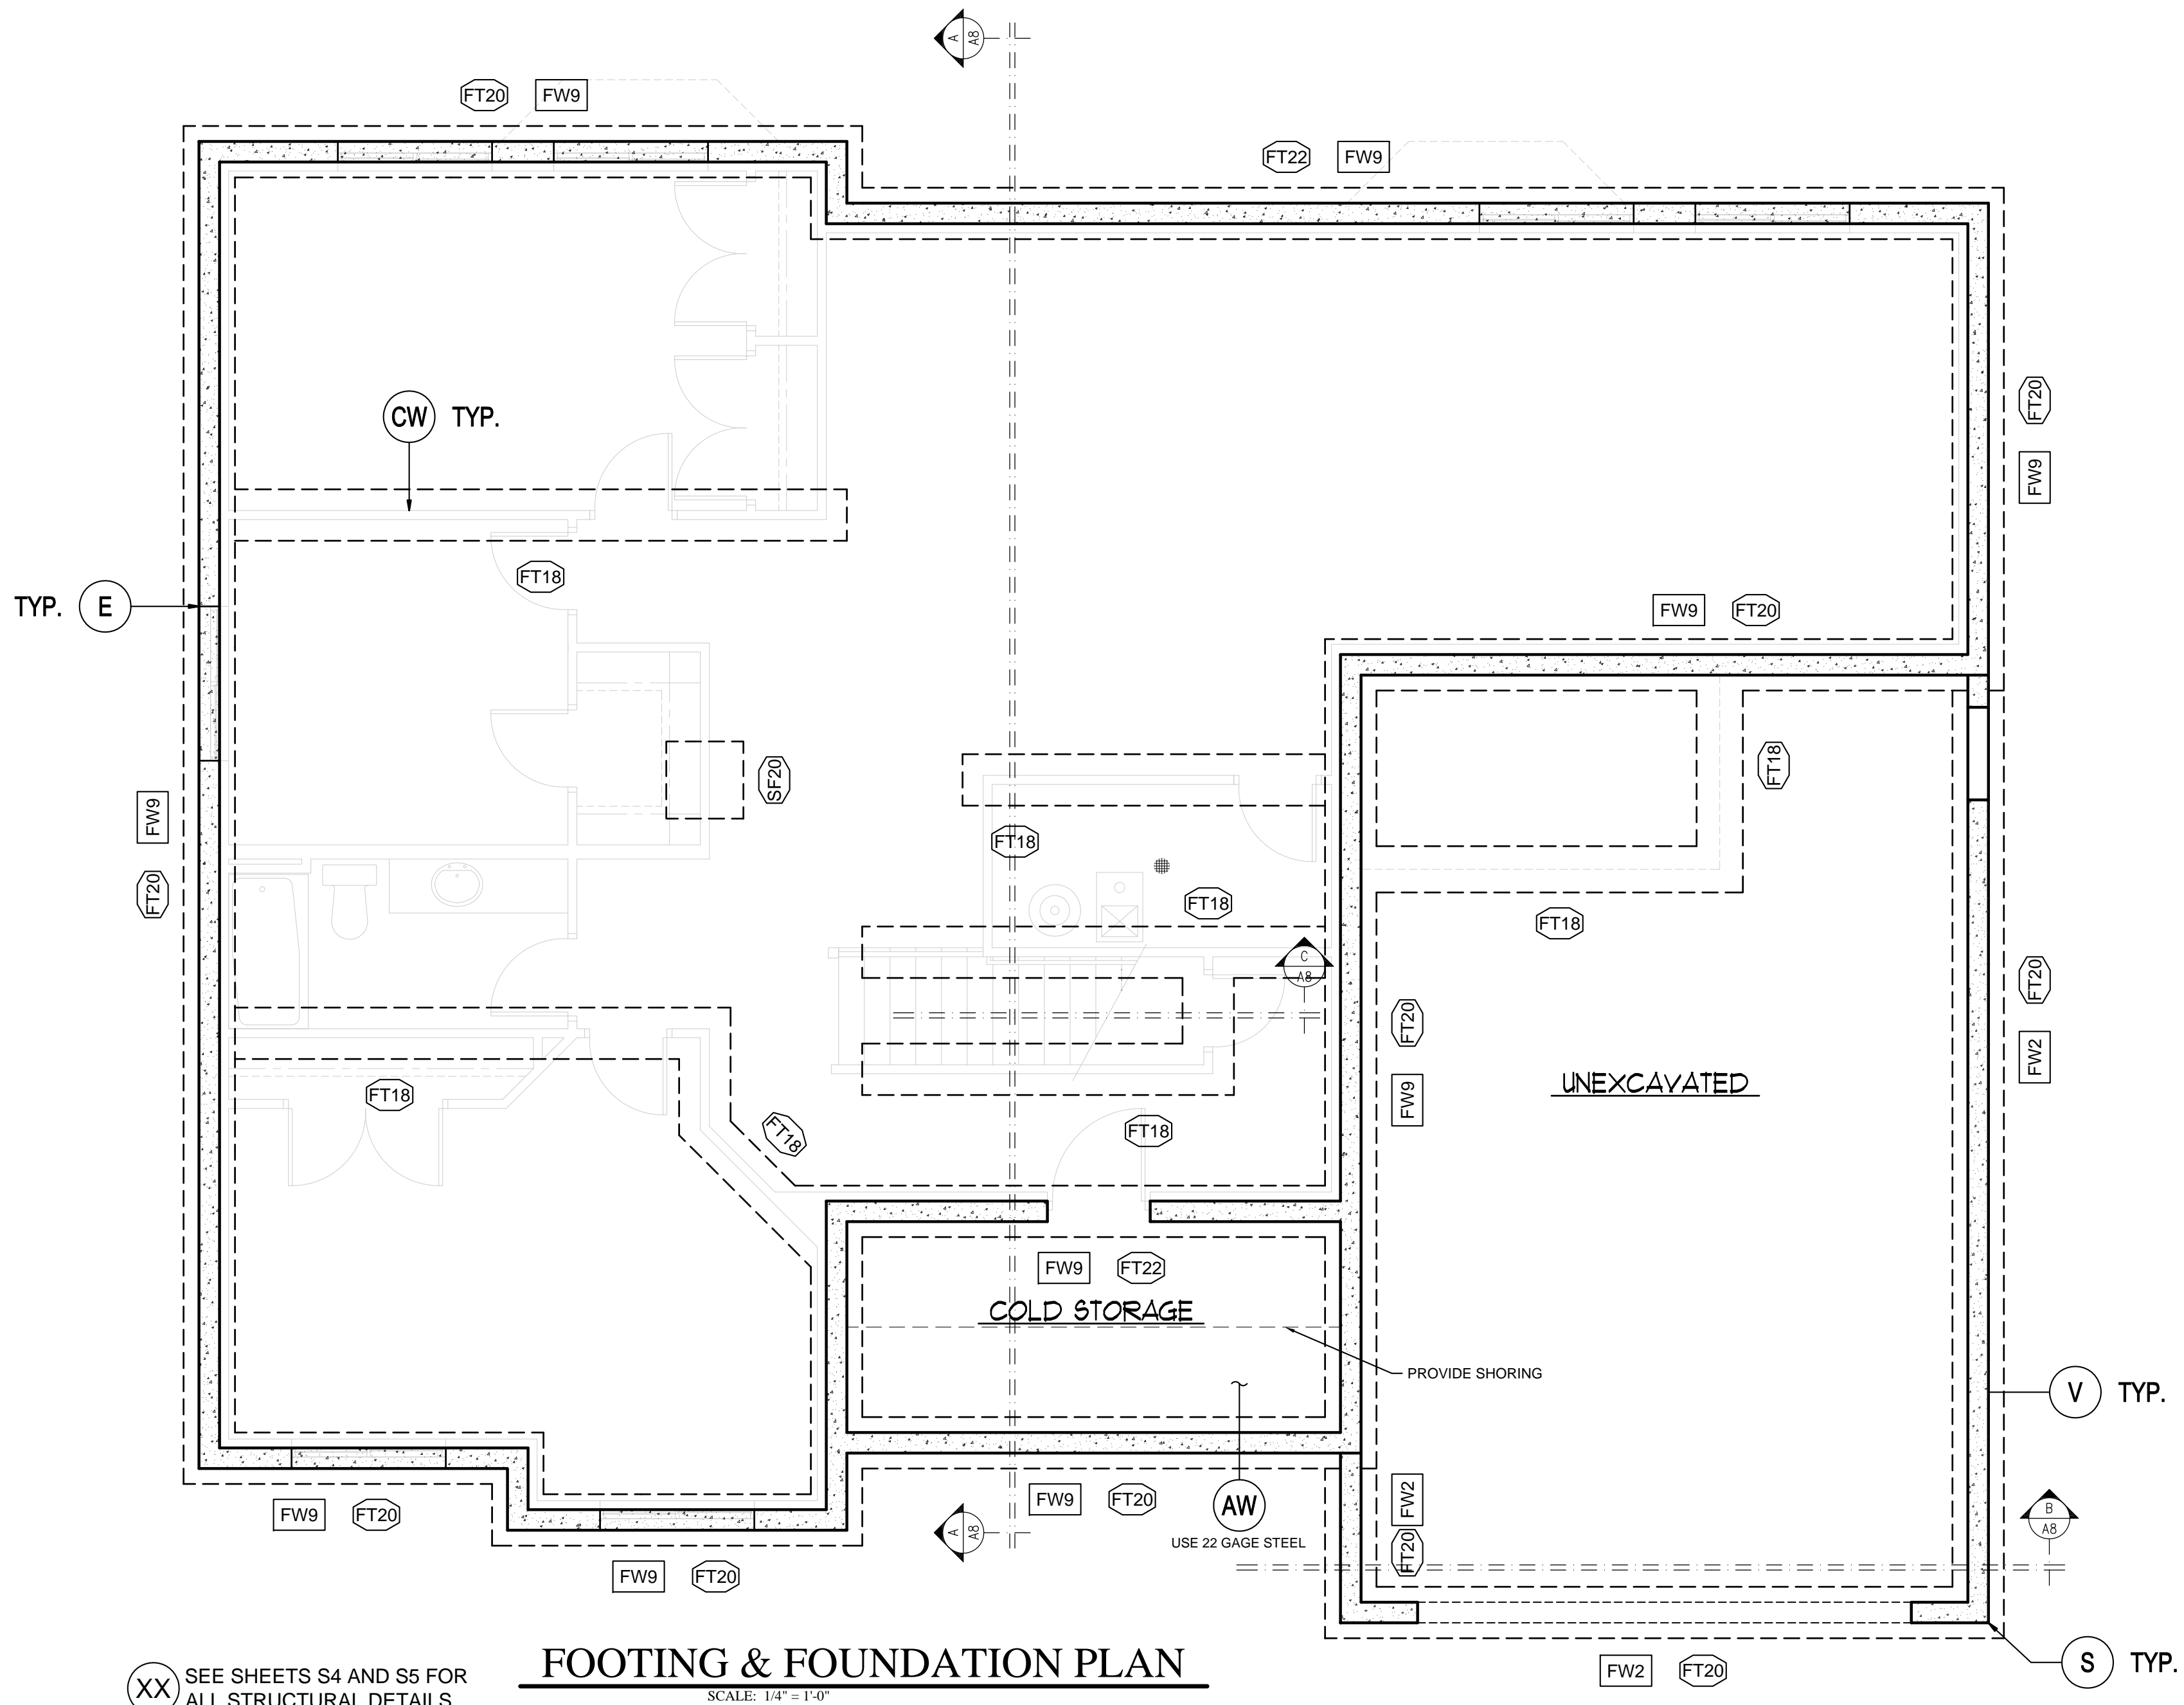 A
A8
FT20 FW9
FT22 FW9
CW TYP.
FT20
FW9
FT18
TYP. E
FW9 FT20
SF20
FT18
FW9
FT20
FT18
FT18
FT18
FT20
FW2
C
A8
FT20
FW9
UNEXCAVATED
FT18
FT18
FT18
FW9 FT22
COLD STORAGE
PROVIDE SHORING
V TYP.
FW9 FT20
FW9 FT20
AW
USE 22 GAGE STEEL
FW2
FT20
A
A8
B
A8
FW9 FT20
FW2 FT20
S TYP.
FOOTING & FOUNDATION PLAN
SCALE: 1/4" = 1'-0"
XX SEE SHEETS S4 AND S5 FOR
ALL STRUCTURAL DETAILS